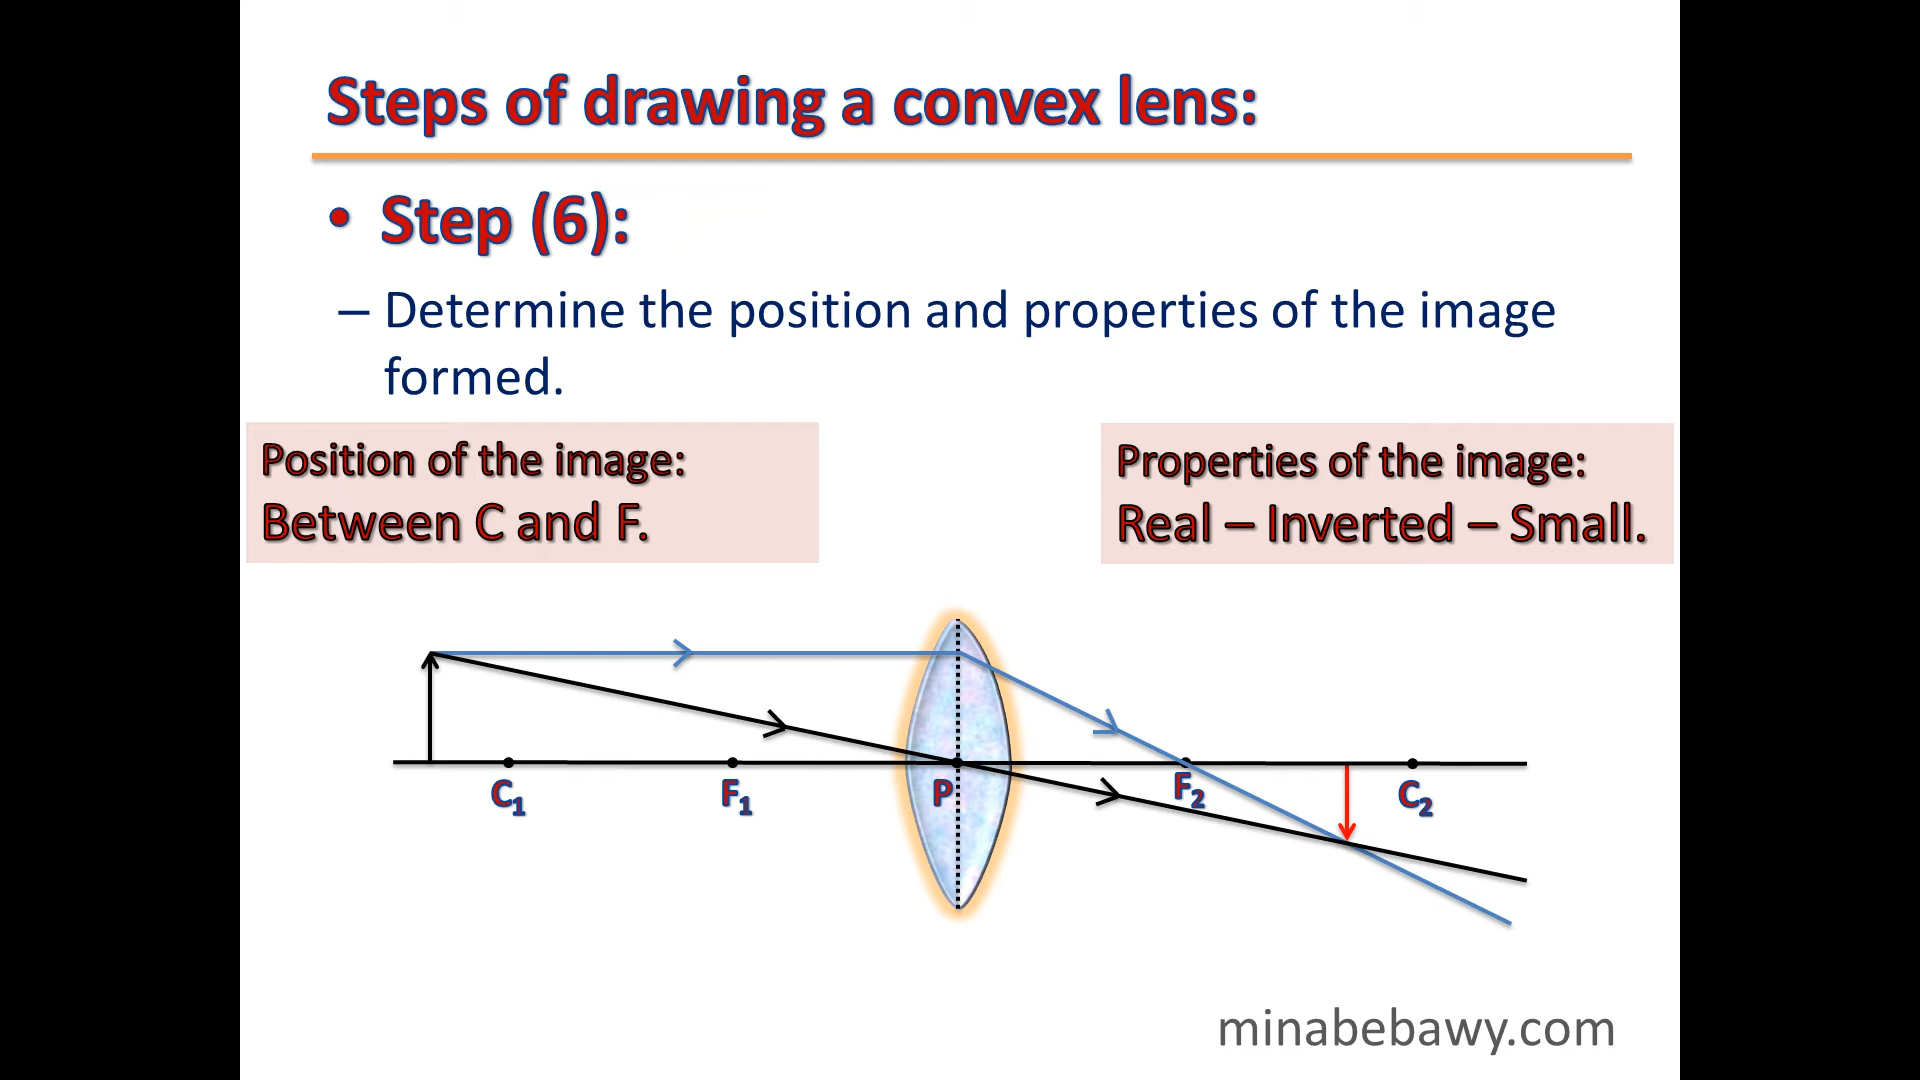 Steps of drawing a convex lens:
• Step (6):
– Determine the position and properties of the image
formed.
Position of the image:
Between C and F.
Properties of the image:
Real – Inverted – Small.
C₁ F₁ P F₂ C₂
minabebawy.com